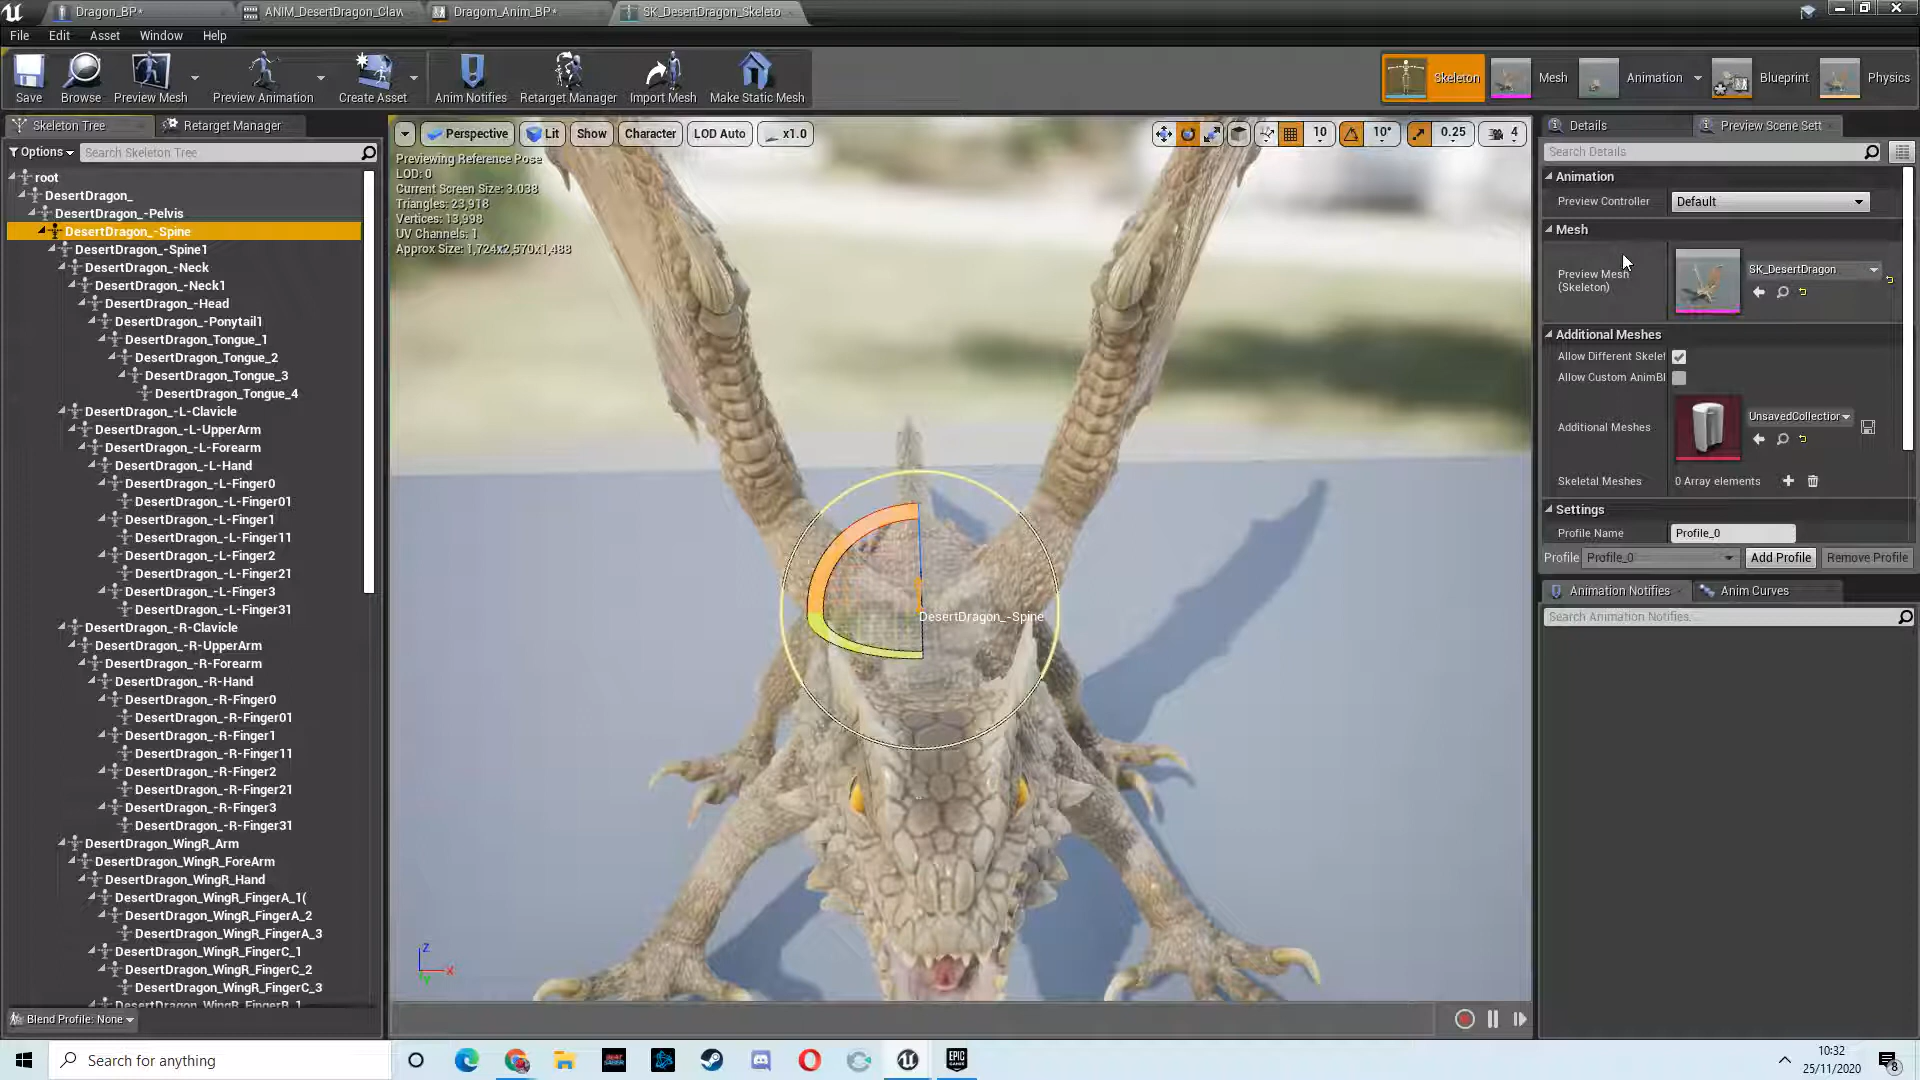 Dragon_BP*
ANIM_DesertDragon_Claw
Dragom_Anim_BP*
SK_DesertDragon_Skeleto
File Edit Asset Window Help
Save
Browse
Preview Mesh
Preview Animation
Create Asset
Anim Notifies
Retarget Manager
Import Mesh
Make Static Mesh
Skeleton
Mesh
Animation
Blueprint
Physics
Skeleton Tree
Retarget Manager
Options
Search Skeleton Tree
root
DesertDragon_
DesertDragon_-Pelvis
DesertDragon_-Spine
DesertDragon_-Spine1
DesertDragon_-Neck
DesertDragon_-Neck1
DesertDragon_-Head
DesertDragon_-Ponytail1
DesertDragon_Tongue_1
DesertDragon_Tongue_2
DesertDragon_Tongue_3
DesertDragon_Tongue_4
DesertDragon_-L-Clavicle
DesertDragon_-L-UpperArm
DesertDragon_-L-Forearm
DesertDragon_-L-Hand
DesertDragon_-L-Finger0
DesertDragon_-L-Finger01
DesertDragon_-L-Finger1
DesertDragon_-L-Finger11
DesertDragon_-L-Finger2
DesertDragon_-L-Finger21
DesertDragon_-L-Finger3
DesertDragon_-L-Finger31
DesertDragon_-R-Clavicle
DesertDragon_-R-UpperArm
DesertDragon_-R-Forearm
DesertDragon_-R-Hand
DesertDragon_-R-Finger0
DesertDragon_-R-Finger01
DesertDragon_-R-Finger1
DesertDragon_-R-Finger11
DesertDragon_-R-Finger2
DesertDragon_-R-Finger21
DesertDragon_-R-Finger3
DesertDragon_-R-Finger31
DesertDragon_WingR_Arm
DesertDragon_WingR_ForeArm
DesertDragon_WingR_Hand
DesertDragon_WingR_FingerA_1(
DesertDragon_WingR_FingerA_2
DesertDragon_WingR_FingerA_3
DesertDragon_WingR_FingerC_1
DesertDragon_WingR_FingerC_2
DesertDragon_WingR_FingerC_3
DesertDragon_WingR_FingerB_1
Blend Profile: None
Perspective
Lit
Show
Character
LOD Auto
x1.0
10
10°
0.25
4
Previewing Reference Pose
LOD: 0
Current Screen Size: 3.038
Triangles: 23,918
Vertices: 13,998
UV Channels: 1
Approx Size: 1,724x2,570x1,488
DesertDragon_-Spine
Z
X
Y
Details
Preview Scene Sett
Search Details
Animation
Preview Controller
Default
Mesh
Preview Mesh
(Skeleton)
SK_DesertDragon
Additional Meshes
Allow Different Skelet
Allow Custom AnimBl
Additional Meshes
UnsavedCollection
Skeletal Meshes
0 Array elements
Settings
Profile Name
Profile_0
Profile
Profile_0
Add Profile
Remove Profile
Animation Notifies
Anim Curves
Search Animation Notifies...
Search for anything
BEAT SABER
EPIC GAMES
10:32
25/11/2020
8